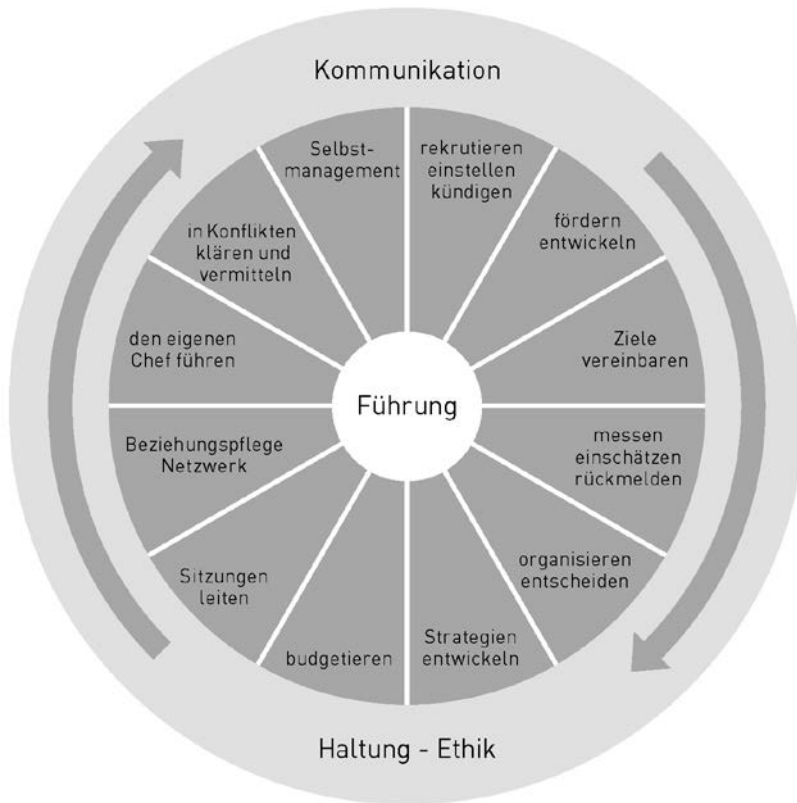 Kommunikation
Selbst-
management
rekrutieren
einstellen
kündigen
fördern
entwickeln
Ziele
vereinbaren
messen
einschätzen
rückmelden
organisieren
entscheiden
Strategien
entwickeln
budgetieren
Sitzungen
leiten
Beziehungspflege
Netzwerk
den eigenen
Chef führen
in Konflikten
klären und
vermitteln
Führung
Haltung - Ethik